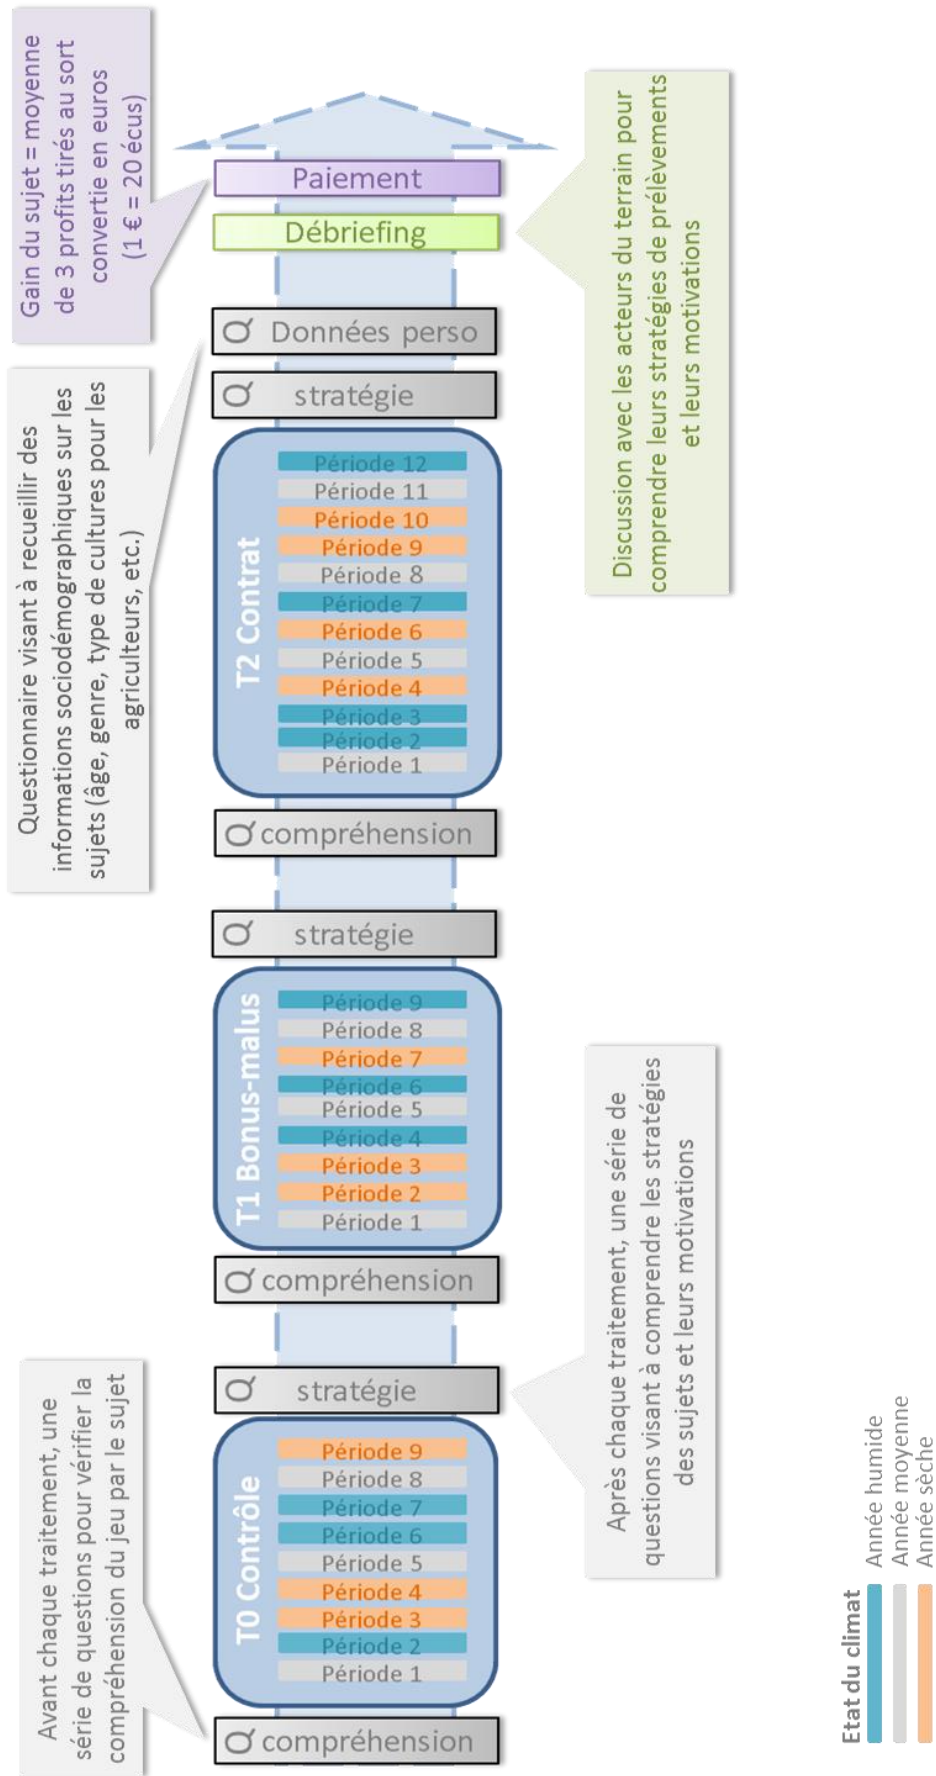 Avant chaque traitement, une
série de questions pour vérifier la
compréhension du jeu par le sujet
Questionnaire visant à recueillir des
informations sociodémographiques sur les
sujets (âge, genre, type de cultures pour les
agriculteurs, etc.)
Gain du sujet = moyenne
de 3 profits tirés au sort
convertie en euros
(1 € = 20 écus)
Q compréhension
T0 Contrôle
Période 1
Période 2
Période 3
Période 4
Période 5
Période 6
Période 7
Période 8
Période 9
Q stratégie
Q compréhension
T1 Bonus-malus
Période 1
Période 2
Période 3
Période 4
Période 5
Période 6
Période 7
Période 8
Période 9
Q stratégie
Q compréhension
T2 Contrat
Période 1
Période 2
Période 3
Période 4
Période 5
Période 6
Période 7
Période 8
Période 9
Période 10
Période 11
Période 12
Q stratégie
Q Données perso
Débriefing
Paiement
Après chaque traitement, une série de
questions visant à comprendre les stratégies
des sujets et leurs motivations
Discussion avec les acteurs du terrain pour
comprendre leurs stratégies de prélèvements
et leurs motivations
Etat du climat
Année humide
Année moyenne
Année sèche